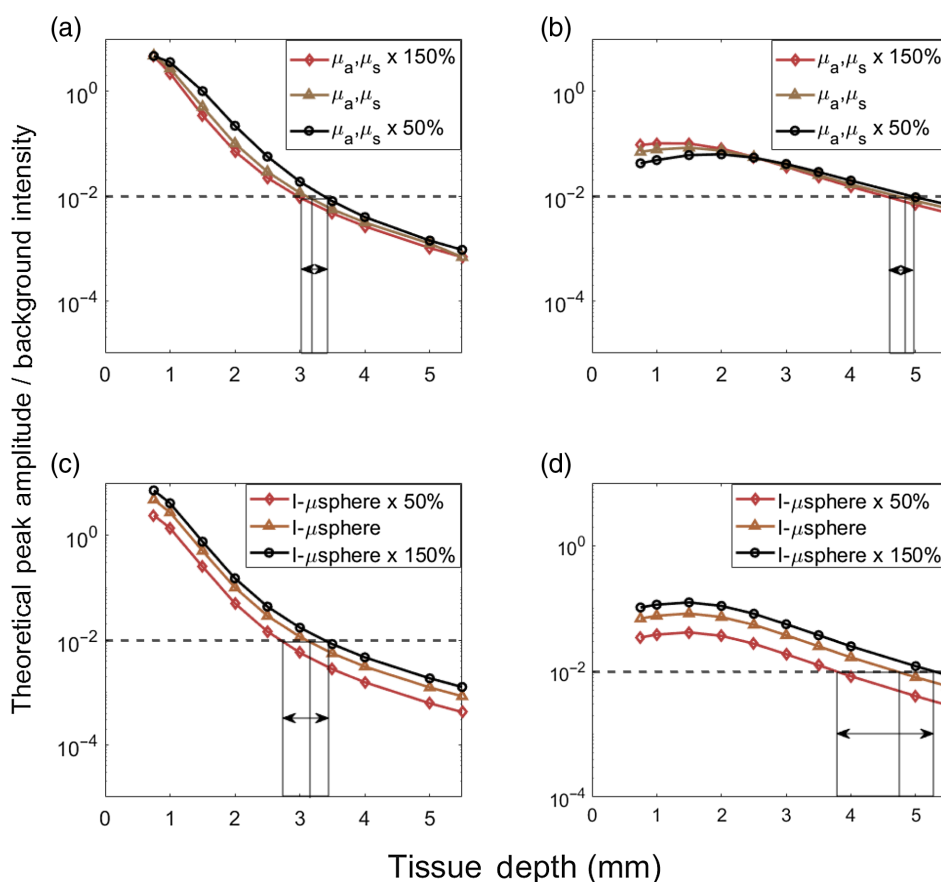 Theoretical peak amplitude / background intensity
(a)
μa,μs x 150%
μa,μs
μa,μs x 50%
10^0
10^-2
10^-4
0 1 2 3 4 5
(b)
μa,μs x 150%
μa,μs
μa,μs x 50%
10^0
10^-2
10^-4
0 1 2 3 4 5
(c)
I-μsphere x 50%
I-μsphere
I-μsphere x 150%
10^0
10^-2
10^-4
0 1 2 3 4 5
(d)
I-μsphere x 50%
I-μsphere
I-μsphere x 150%
10^0
10^-2
10^-4
0 1 2 3 4 5
Tissue depth (mm)